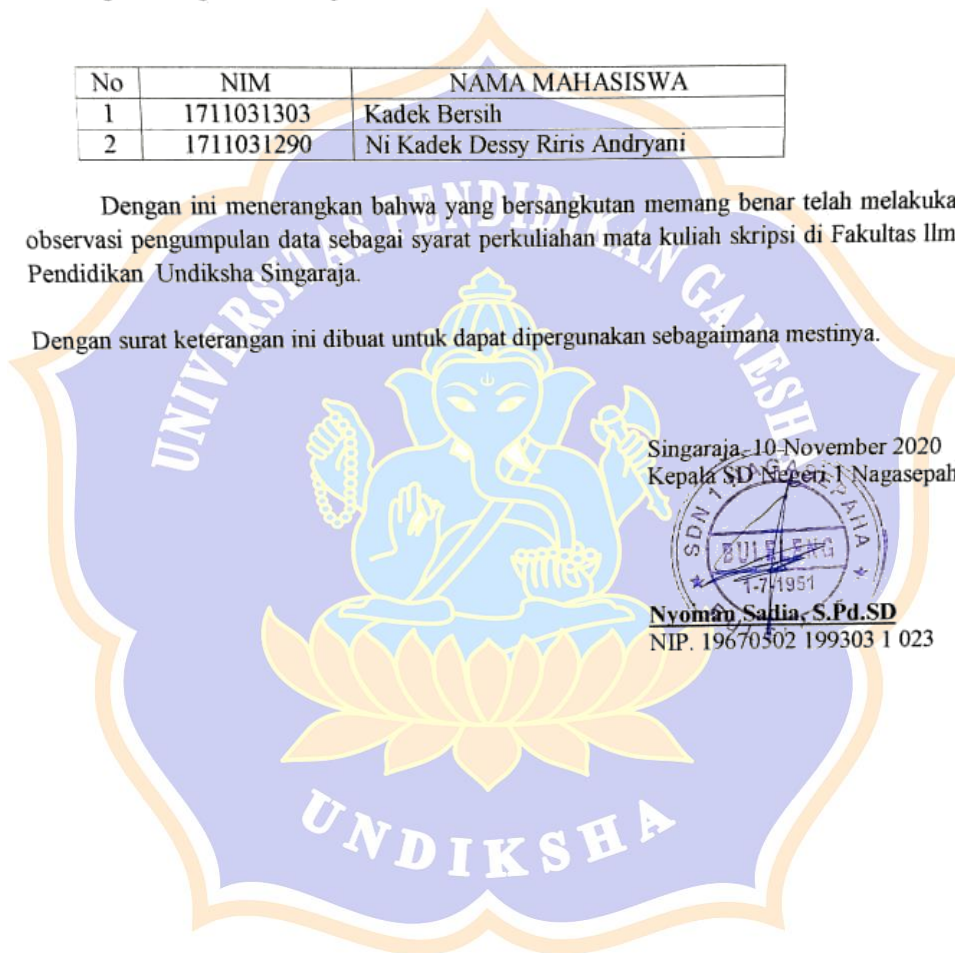 No NIM NAMA MAHASISWA
1 1711031303 Kadek Bersih
2 1711031290 Ni Kadek Dessy Riris Andryani
Dengan ini menerangkan bahwa yang bersangkutan memang benar telah melakuka
observasi pengumpulan data sebagai syarat perkuliahan mata kuliah skripsi di Fakultas Ilm
Pendidikan Undiksha Singaraja.
Dengan surat keterangan ini dibuat untuk dapat dipergunakan sebagaimana mestinya.
Singaraja, 10 November 2020
Kepala SD Negeri 1 Nagasepah
SDN 1 NAGASEPAHA
BULELENG
1-7-1951
Nyoman Sadia, S.Pd.SD
NIP. 19670502 199303 1 023
UNIVERSITAS PENDIDIKAN GANESHA
UNDIKSHA